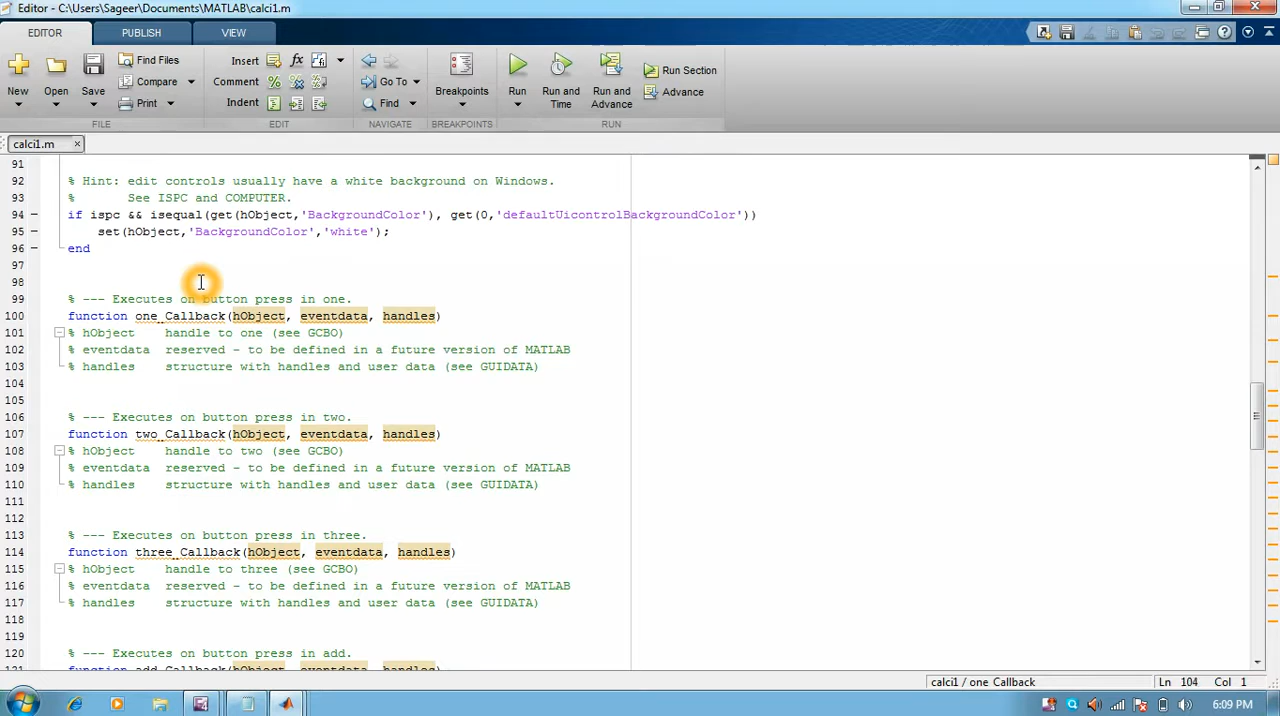 Editor - C:\Users\Sageer\Documents\MATLAB\calci1.m
EDITOR PUBLISH VIEW
New Open Save Find Files Compare Print Insert Comment Indent Go To Find Breakpoints Run Run and Time Run and Advance Run Section Advance
FILE EDIT NAVIGATE BREAKPOINTS RUN
calci1.m
91
92 % Hint: edit controls usually have a white background on Windows.
93 % See ISPC and COMPUTER.
94 if ispc && isequal(get(hObject,'BackgroundColor'), get(0,'defaultUicontrolBackgroundColor'))
95 set(hObject,'BackgroundColor','white');
96 end
97
98
99 % --- Executes on button press in one.
100 function one_Callback(hObject, eventdata, handles)
101 % hObject handle to one (see GCBO)
102 % eventdata reserved - to be defined in a future version of MATLAB
103 % handles structure with handles and user data (see GUIDATA)
104
105
106 % --- Executes on button press in two.
107 function two_Callback(hObject, eventdata, handles)
108 % hObject handle to two (see GCBO)
109 % eventdata reserved - to be defined in a future version of MATLAB
110 % handles structure with handles and user data (see GUIDATA)
111
112
113 % --- Executes on button press in three.
114 function three_Callback(hObject, eventdata, handles)
115 % hObject handle to three (see GCBO)
116 % eventdata reserved - to be defined in a future version of MATLAB
117 % handles structure with handles and user data (see GUIDATA)
118
119
120 % --- Executes on button press in add.
121 function add_Callback(hObject, eventdata, handles)
calci1 / one Callback Ln 104 Col 1
6:09 PM